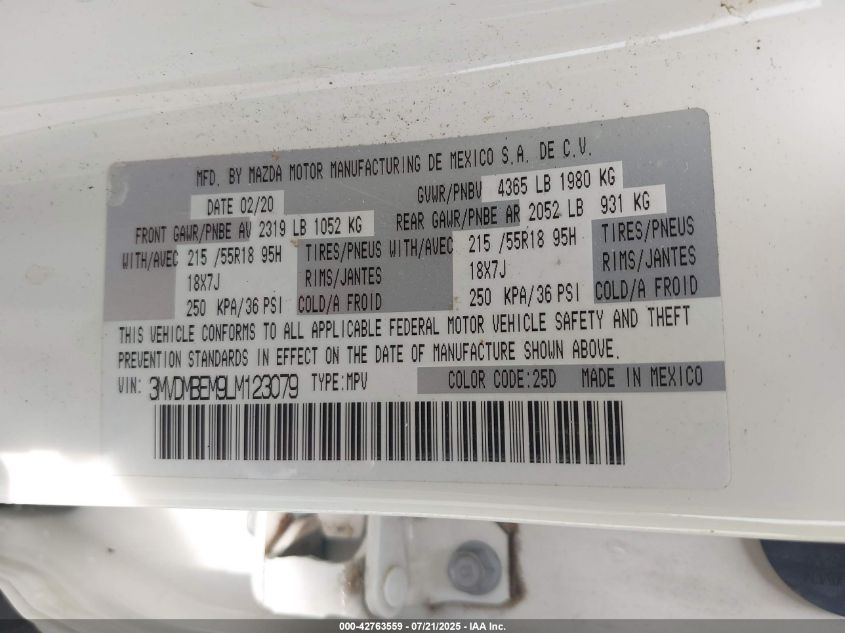 MFD. BY MAZDA MOTOR MANUFACTURING DE MEXICO S.A. DE C.V.
DATE 02/20 GVWR/PNBV 4365 LB 1980 KG
FRONT GAWR/PNBE AV 2319 LB 1052 KG REAR GAWR/PNBE AR 2052 LB 931 KG
WITH/AVEC 215 /55R18 95H TIRES/PNEUS WITH/AVEC 215 /55R18 95H TIRES/PNEUS
18X7J RIMS/JANTES 18X7J RIMS/JANTES
250 KPA/36 PSI COLD/A FROID 250 KPA/36 PSI COLD/A FROID
THIS VEHICLE CONFORMS TO ALL APPLICABLE FEDERAL MOTOR VEHICLE SAFETY AND THEFT
PREVENTION STANDARDS IN EFFECT ON THE DATE OF MANUFACTURE SHOWN ABOVE.
VIN: 3MVDMBEM9LM123079 TYPE:MPV COLOR CODE:25D MADE IN MEXICO
000-42763559 - 07/21/2025 - IAA Inc.